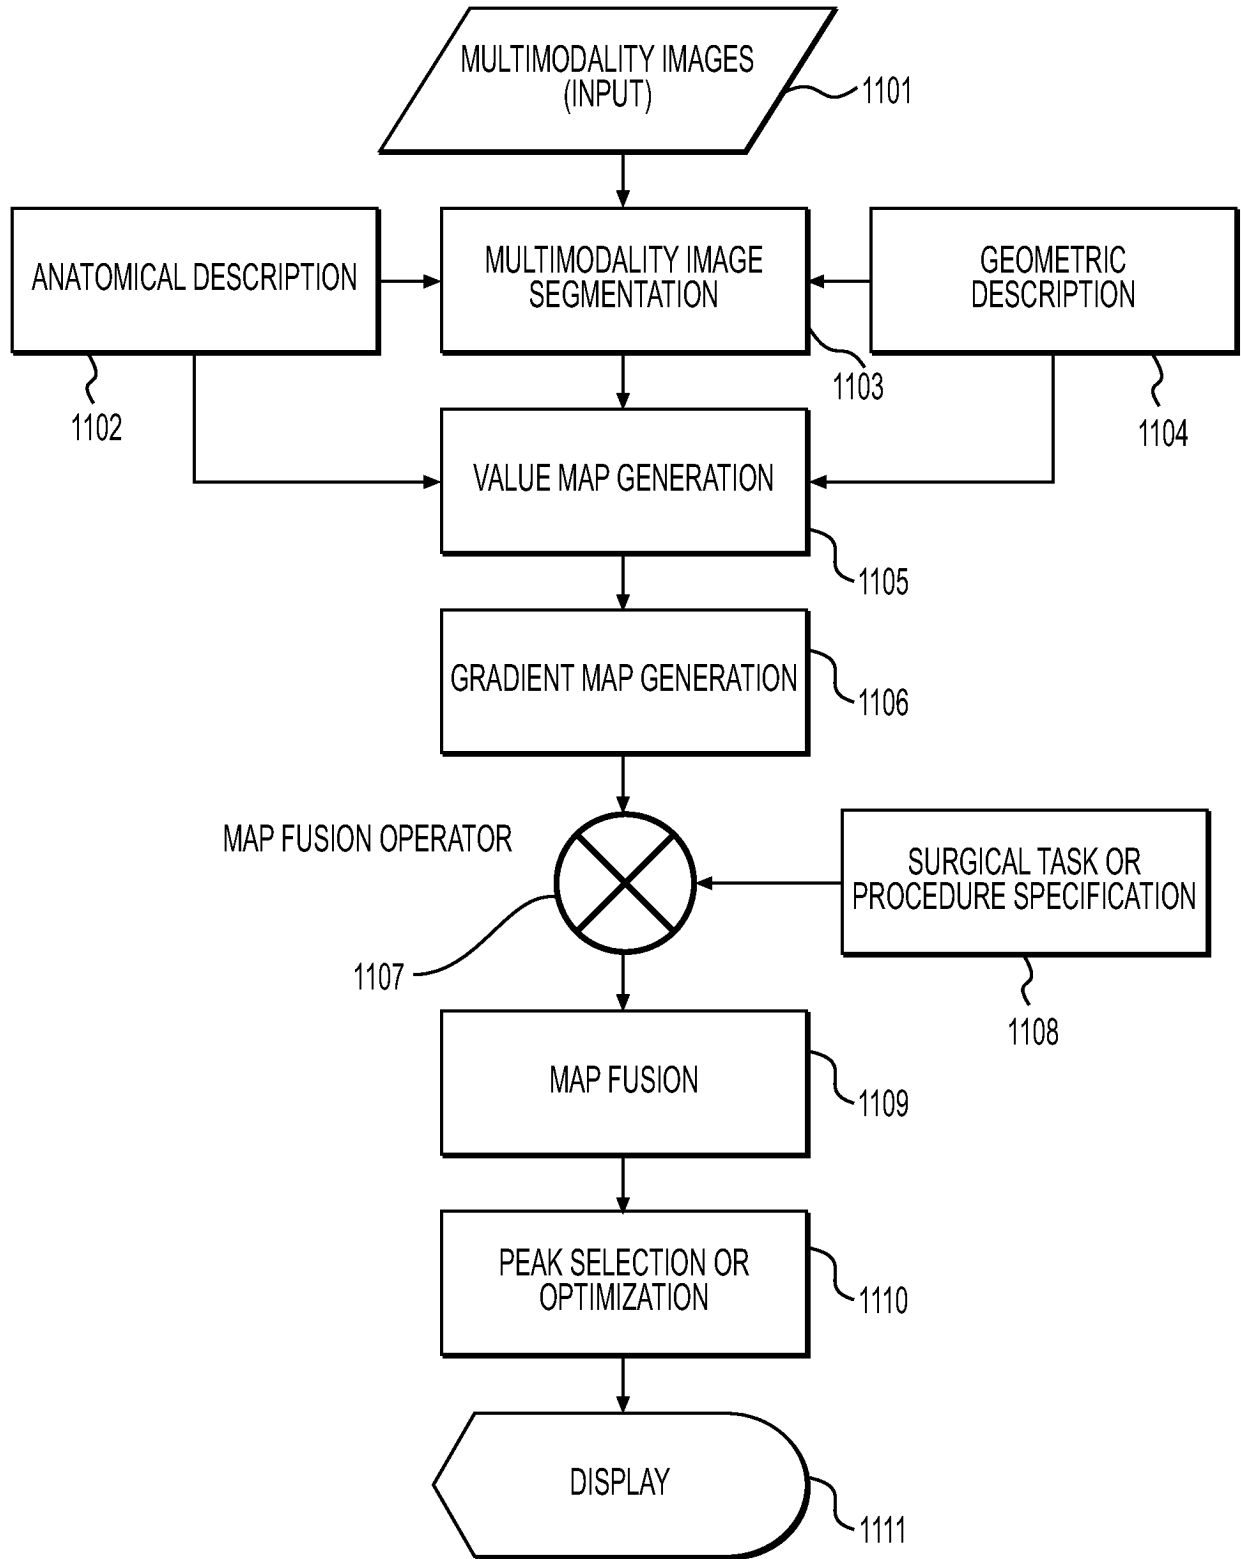 MULTIMODALITY IMAGES
(INPUT)
1101
ANATOMICAL DESCRIPTION
1102
MULTIMODALITY IMAGE
SEGMENTATION
1103
GEOMETRIC
DESCRIPTION
1104
VALUE MAP GENERATION
1105
GRADIENT MAP GENERATION
1106
MAP FUSION OPERATOR
1107
SURGICAL TASK OR
PROCEDURE SPECIFICATION
1108
MAP FUSION
1109
PEAK SELECTION OR
OPTIMIZATION
1110
DISPLAY
1111